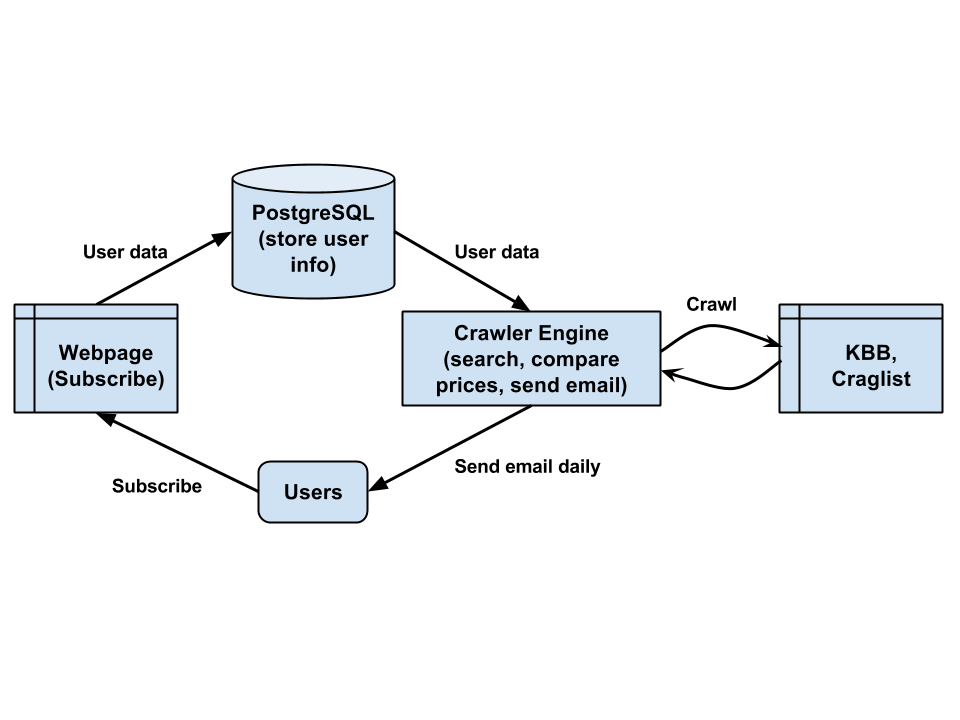 PostgreSQL
(store user
info)
User data
User data
Crawl
Webpage
(Subscribe)
Crawler Engine
(search, compare
prices, send email)
KBB,
Craglist
Send email daily
Subscribe
Users